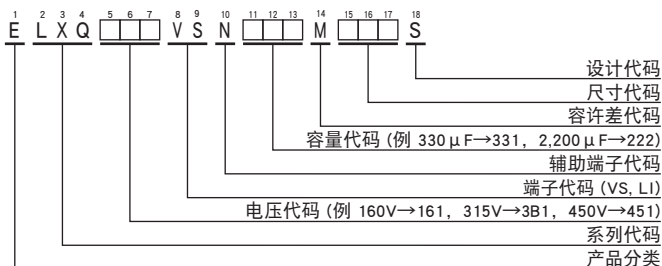 1 2 3 4 5 6 7 8 9 10 11 12 13 14 15 16 17 18
E L X Q □□□ V S N □□□ M □□□ S
设计代码
尺寸代码
容许差代码
容量代码 (例 330μF→331, 2,200μF→222)
辅助端子代码
端子代码 (VS, LI)
电压代码 (例 160V→161, 315V→3B1, 450V→451)
系列代码
产品分类